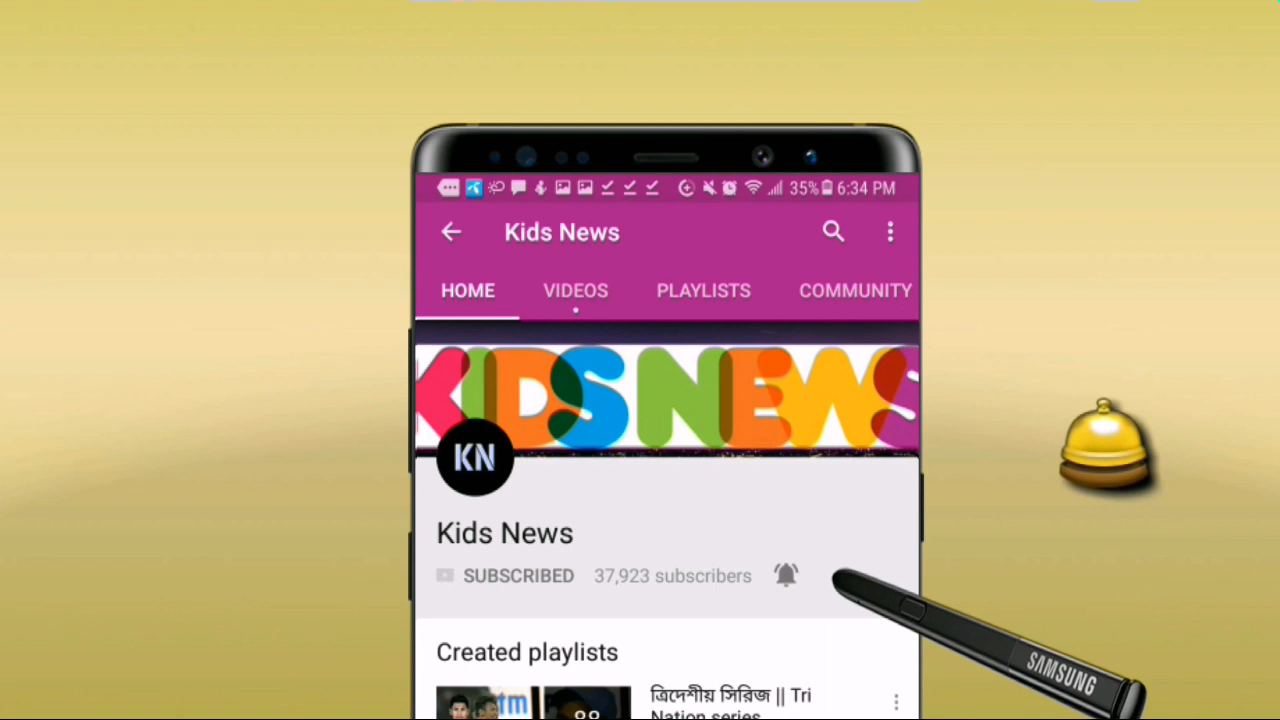 35% 6:34 PM
Kids News
HOME VIDEOS PLAYLISTS COMMUNITY
KIDS NEWS
KN
Kids News
SUBSCRIBED 37,923 subscribers
SAMSUNG
Created playlists
ত্রিদেশীয় সিরিজ || Tri
Nation series